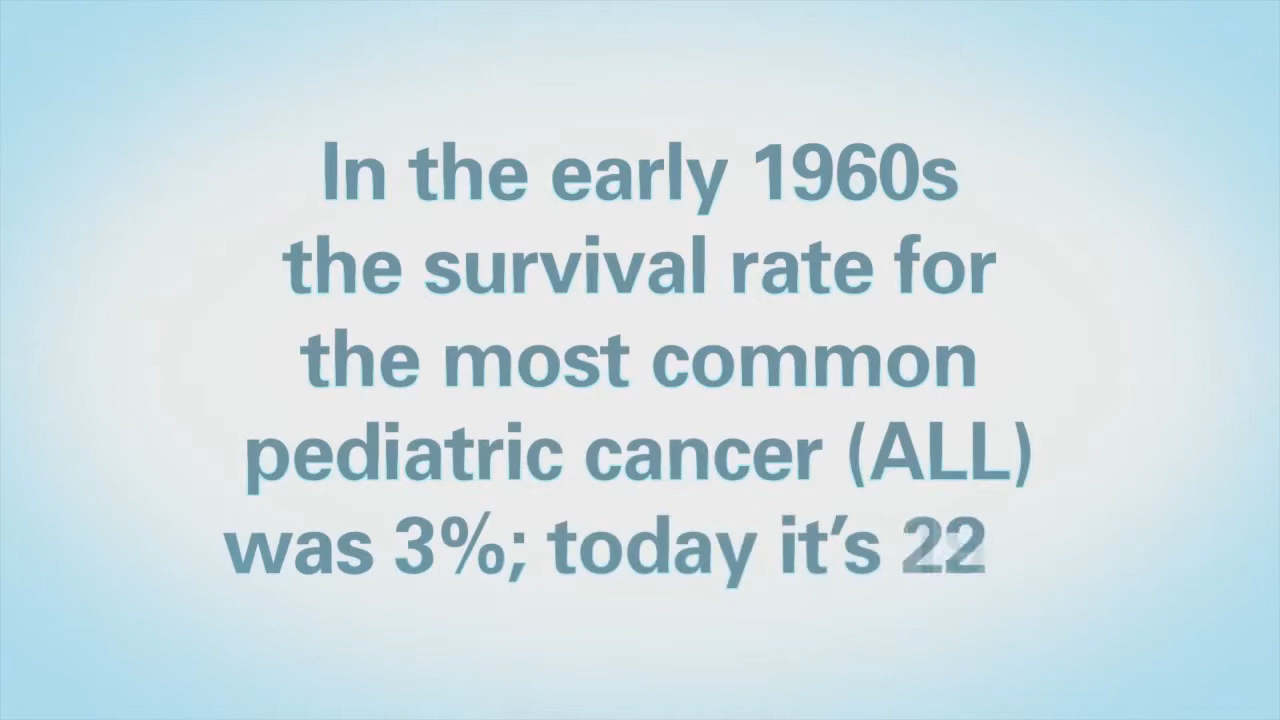 In the early 1960s
the survival rate for
the most common
pediatric cancer (ALL)
was 3%; today it’s 22